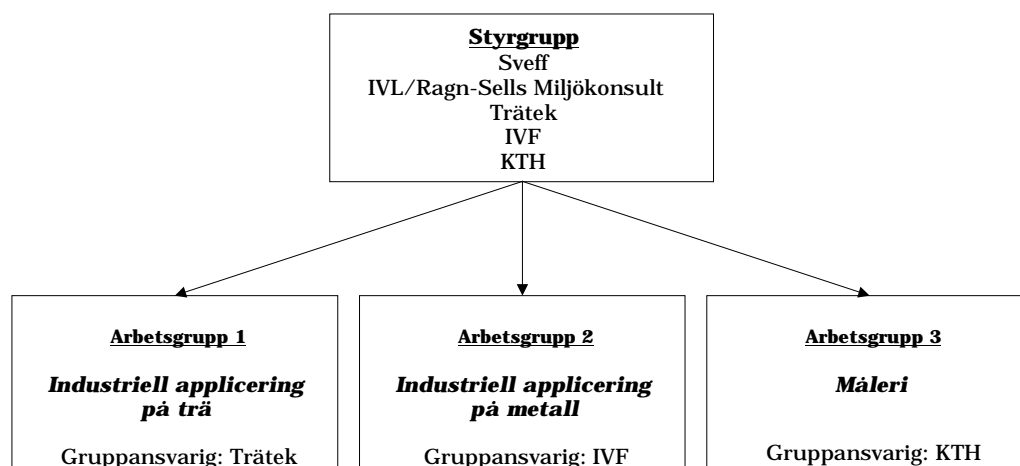 Styrgrupp
Sveff
IVL/Ragn-Sells Miljökonsult
Trätek
IVF
KTH
Arbetsgrupp 1
Industriell applicering
på trä
Gruppansvarig: Trätek
Arbetsgrupp 2
Industriell applicering
på metall
Gruppansvarig: IVF
Arbetsgrupp 3
Måleri
Gruppansvarig: KTH